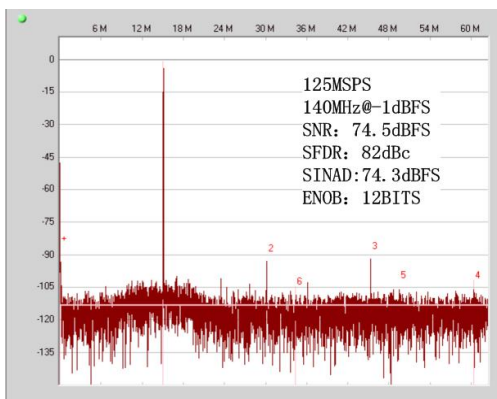 6 M 12 M 18 M 24 M 30 M 36 M 42 M 48 M 54 M 60 M
0
-15
-30
-45
-60
-75
-90
-105
-120
-135
125MSPS
140MHz@-1dBFS
SNR: 74.5dBFS
SFDR: 82dBc
SINAD:74.3dBFS
ENOB: 12BITS
+
2
3
6
5
4